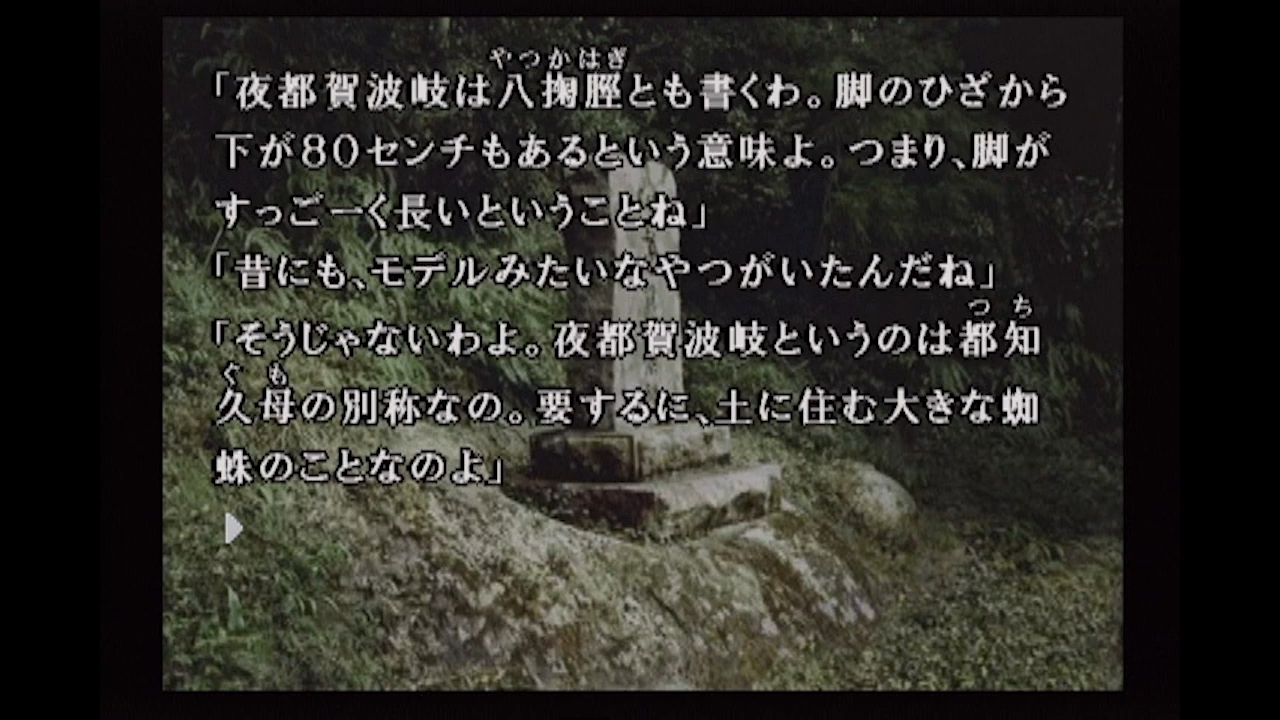 やつかはぎ
「夜都賀波岐は八掬脛とも書くわ。脚のひざから
下が80センチもあるという意味よ。つまり、脚が
すっごーく長いということね」
「昔にも、モデルみたいなやつがいたんだね」
つち
「そうじゃないわよ。夜都賀波岐というのは都知
ぐも
久母の別称なの。要するに、土に住む大きな蜘
蛛のことなのよ」